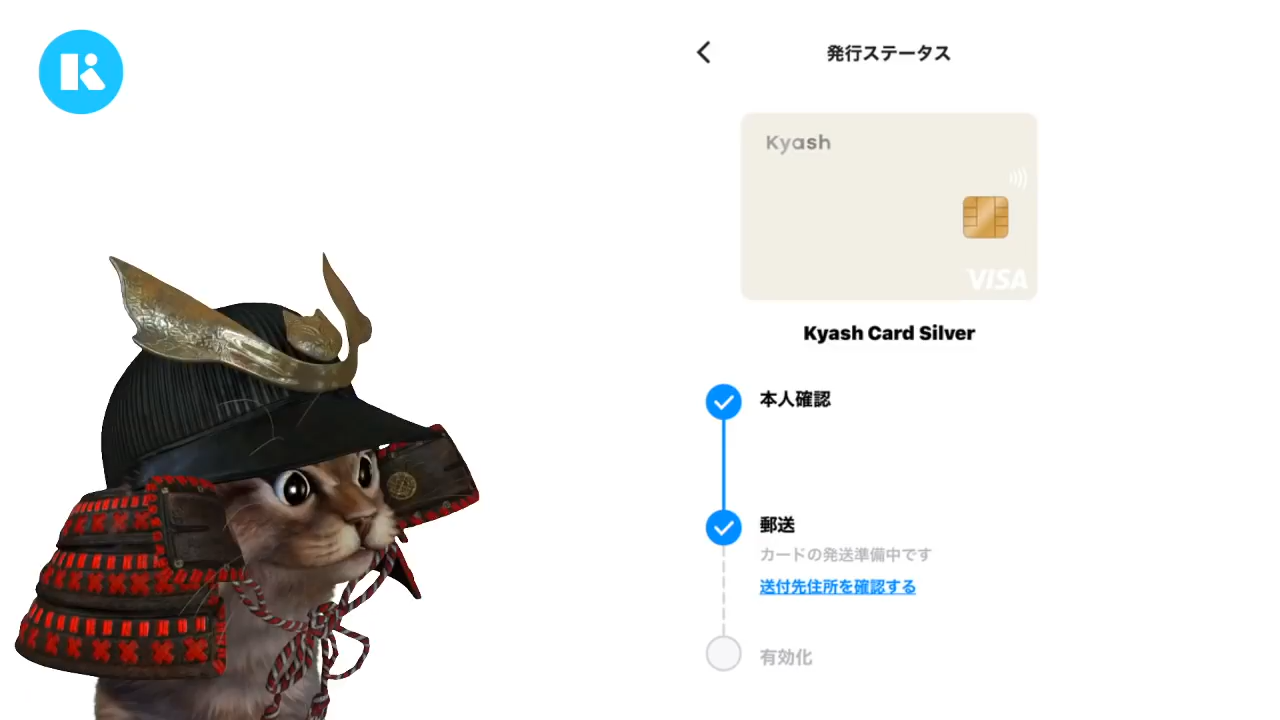 発行ステータス
Kyash
VISA
Kyash Card Silver
本人確認
郵送
カードの発送準備中です
送付先住所を確認する
有効化